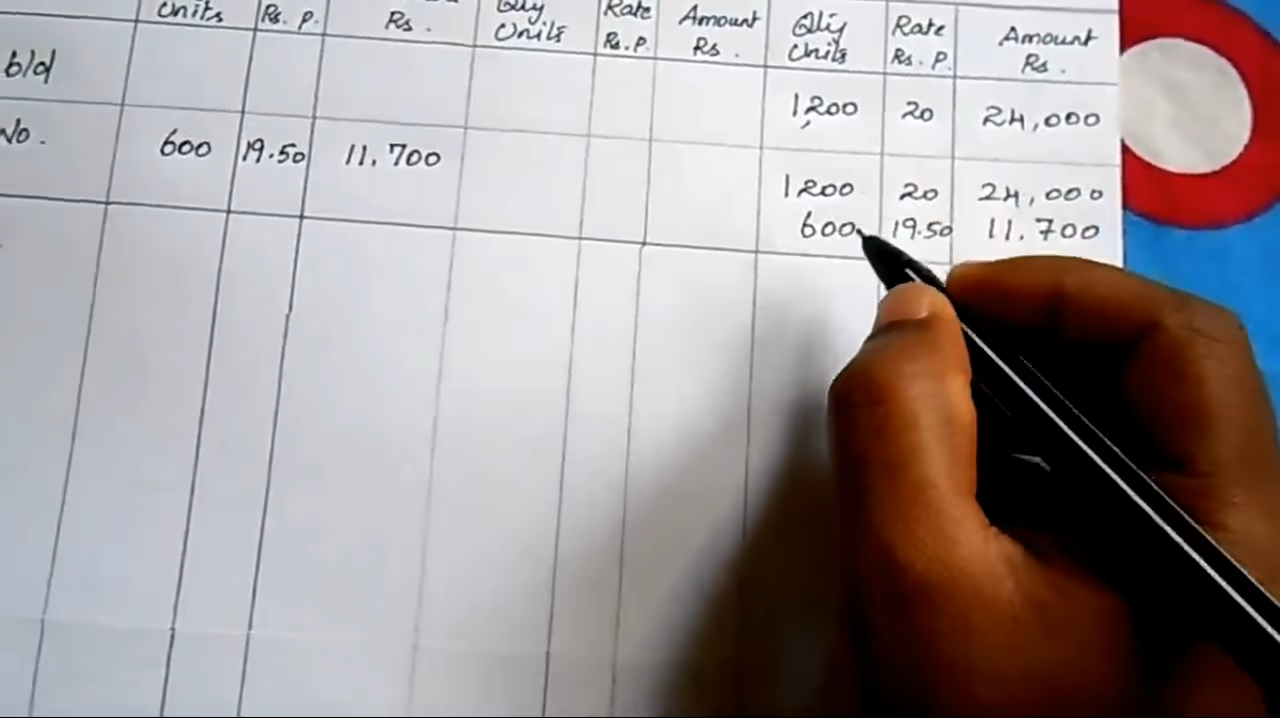 Units Rs. P. Rs. Qty Units Rate Rs. P. Amount Rs. Qty Units Rate Rs. P. Amount Rs.
b/d 1,200 20 24,000
No. 600 19.50 11,700
1200 20 24,000
600 19.50 11,700